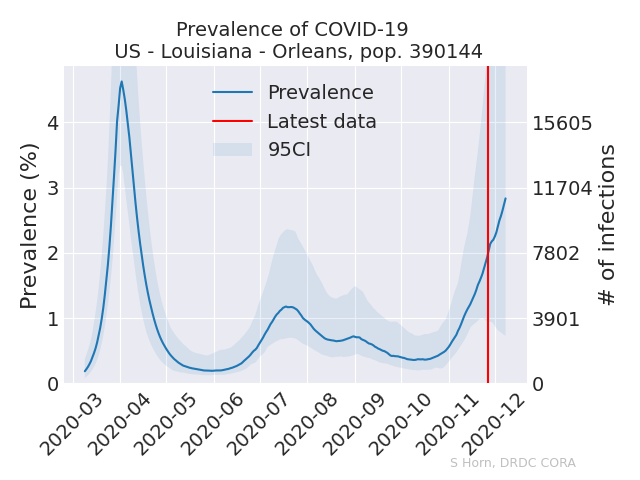 Prevalence of COVID-19
US - Louisiana - Orleans, pop. 390144
Prevalence
Latest data
95CI
Prevalence (%)
4
3
2
1
0
15605
11704
7802
3901
0
# of infections
2020-03
2020-04
2020-05
2020-06
2020-07
2020-08
2020-09
2020-10
2020-11
2020-12
S Horn, DRDC CORA